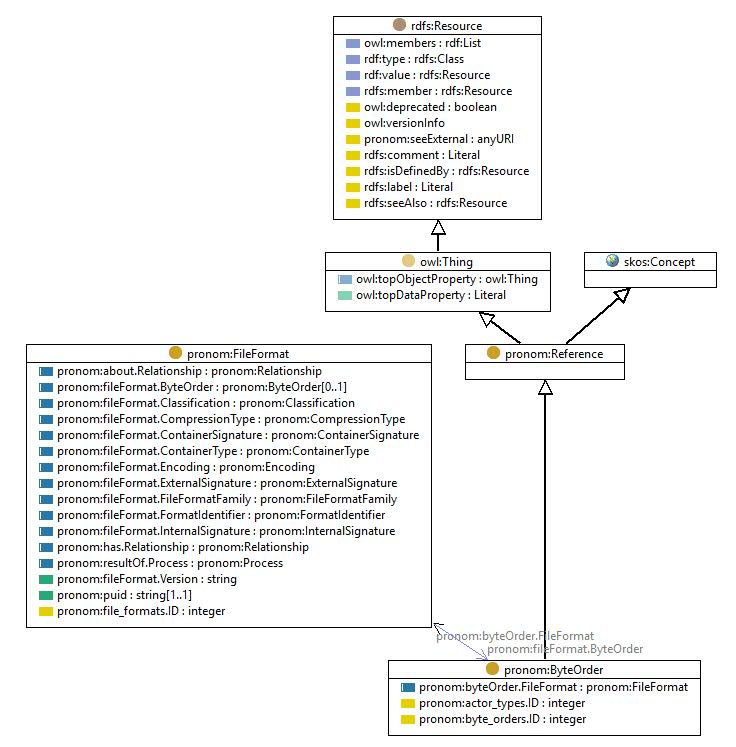 rdfs:Resource
owl:members : rdf:List
rdf:type : rdfs:Class
rdf:value : rdfs:Resource
rdfs:member : rdfs:Resource
owl:deprecated : boolean
owl:versionInfo
pronom:seeExternal : anyURI
rdfs:comment : Literal
rdfs:isDefinedBy : rdfs:Resource
rdfs:label : Literal
rdfs:seeAlso : rdfs:Resource
owl:Thing
owl:topObjectProperty : owl:Thing
owl:topDataProperty : Literal
skos:Concept
pronom:Reference
pronom:FileFormat
pronom:about.Relationship : pronom:Relationship
pronom:fileFormat.ByteOrder : pronom:ByteOrder[0..1]
pronom:fileFormat.Classification : pronom:Classification
pronom:fileFormat.CompressionType : pronom:CompressionType
pronom:fileFormat.ContainerSignature : pronom:ContainerSignature
pronom:fileFormat.ContainerType : pronom:ContainerType
pronom:fileFormat.Encoding : pronom:Encoding
pronom:fileFormat.ExternalSignature : pronom:ExternalSignature
pronom:fileFormat.FileFormatFamily : pronom:FileFormatFamily
pronom:fileFormat.FormatIdentifier : pronom:FormatIdentifier
pronom:fileFormat.InternalSignature : pronom:InternalSignature
pronom:has.Relationship : pronom:Relationship
pronom:resultOf.Process : pronom:Process
pronom:fileFormat.Version : string
pronom:puid : string[1..1]
pronom:file_formats.ID : integer
pronom:byteOrder.FileFormat
pronom:fileFormat.ByteOrder
pronom:ByteOrder
pronom:byteOrder.FileFormat : pronom:FileFormat
pronom:actor_types.ID : integer
pronom:byte_orders.ID : integer